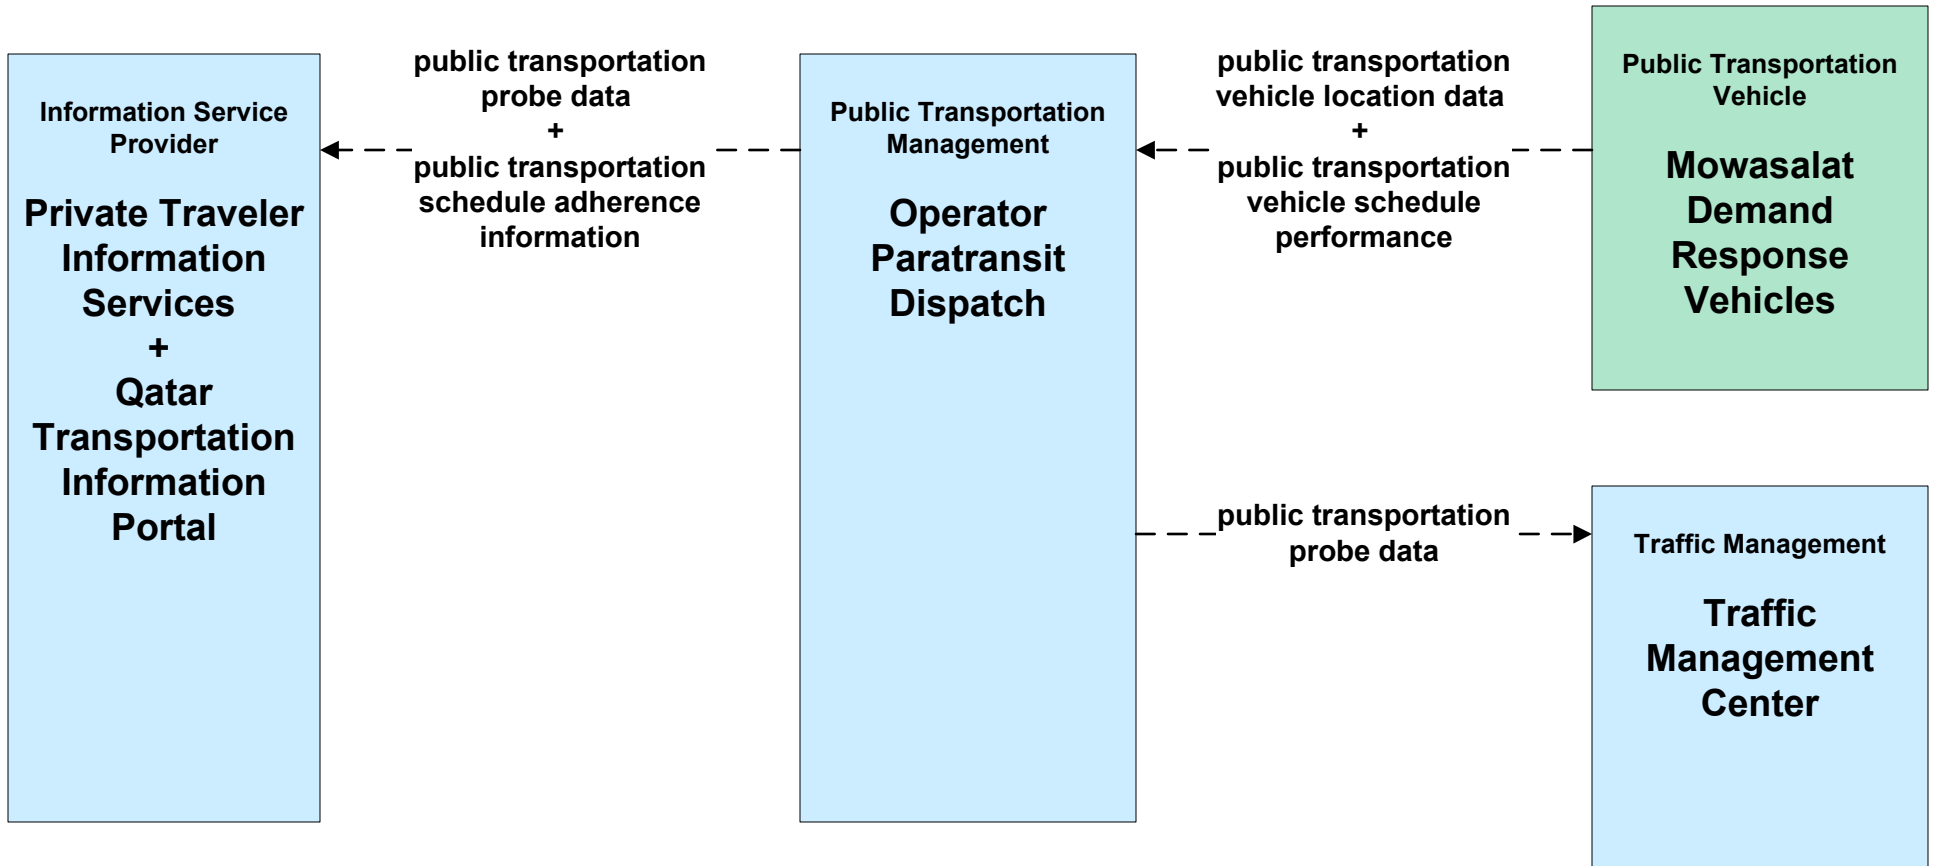 Information Service
Provider
Private Traveler
Information
Services
+
Qatar
Transportation
Information
Portal
public transportation
probe data
+
public transportation
schedule adherence
information
Public Transportation
Management
Operator
Paratransit
Dispatch
public transportation
vehicle location data
+
public transportation
vehicle schedule
performance
Public Transportation
Vehicle
Mowasalat
Demand
Response
Vehicles
public transportation
probe data
Traffic Management
Traffic
Management
Center